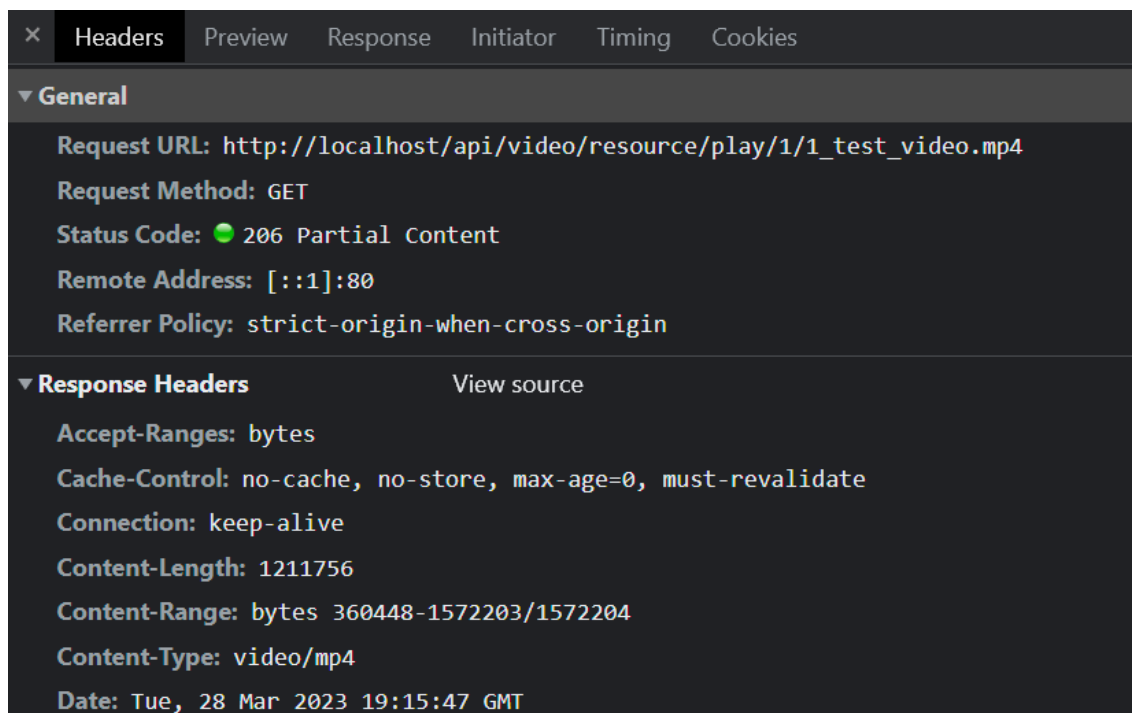 × Headers Preview Response Initiator Timing Cookies
▼ General
Request URL: http://localhost/api/video/resource/play/1/1_test_video.mp4
Request Method: GET
Status Code: 206 Partial Content
Remote Address: [::1]:80
Referrer Policy: strict-origin-when-cross-origin
▼ Response Headers View source
Accept-Ranges: bytes
Cache-Control: no-cache, no-store, max-age=0, must-revalidate
Connection: keep-alive
Content-Length: 1211756
Content-Range: bytes 360448-1572203/1572204
Content-Type: video/mp4
Date: Tue, 28 Mar 2023 19:15:47 GMT